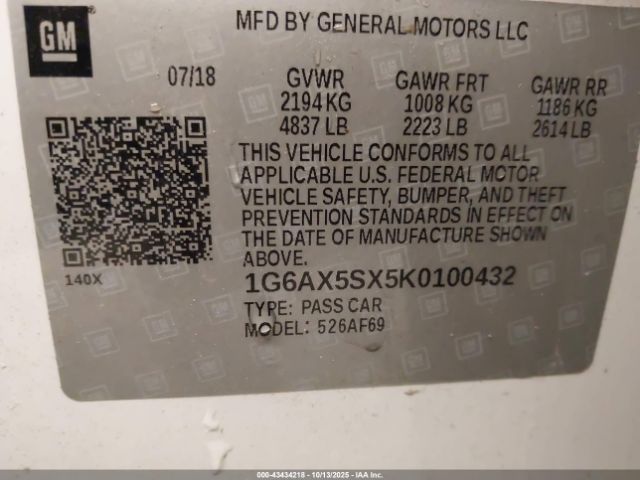 GM
MFD BY GENERAL MOTORS LLC
07/18 GVWR GAWR FRT GAWR RR
2194 KG 1008 KG 1186 KG
4837 LB 2223 LB 2614 LB
THIS VEHICLE CONFORMS TO ALL
APPLICABLE U.S. FEDERAL MOTOR
VEHICLE SAFETY, BUMPER, AND THEFT
PREVENTION STANDARDS IN EFFECT ON
THE DATE OF MANUFACTURE SHOWN
ABOVE.
140X
1G6AX5SX5K0100432
TYPE: PASS CAR
MODEL: 526AF69
000-43434218 - 10/13/2025 - IAAI, Inc.